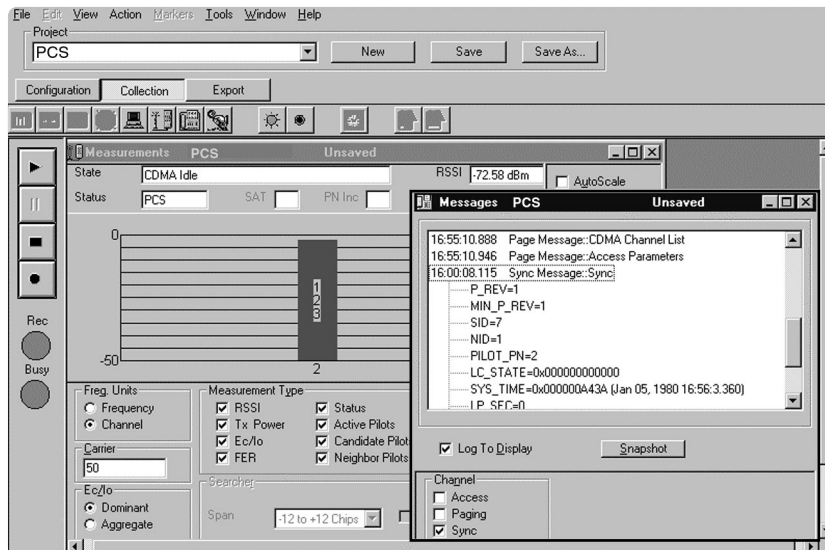 File Edit View Action Markers Tools Window Help
Project
PCS
New Save Save As...
Configuration Collection Export
Measurements PCS Unsaved
State CDMA Idle RSSI -72.58 dBm AutoScale
Status PCS SAT PN Inc
0
1
2
3
-50
2
Rec
Busy
Freq. Units
Frequency
Channel
Carrier
50
Ec/Io
Dominant
Aggregate
Measurement Type
RSSI Status
Tx Power Active Pilots
Ec/Io Candidate Pilot
FER Neighbor Pilots
Searcher
Span -12 to +12 Chips
Messages PCS Unsaved
16:55:10.888 Page Message::CDMA Channel List
16:55:10.946 Page Message::Access Parameters
16:00:08.115 Sync Message::Sync
P_REV=1
MIN_P_REV=1
SID=7
NID=1
PILOT_PN=2
LC_STATE=0x000000000000
SYS_TIME=0x000000A43A (Jan 05, 1980 16:56:3.360)
LP_SEC=0
Log To Display Snapshot
Channel
Access
Paging
Sync